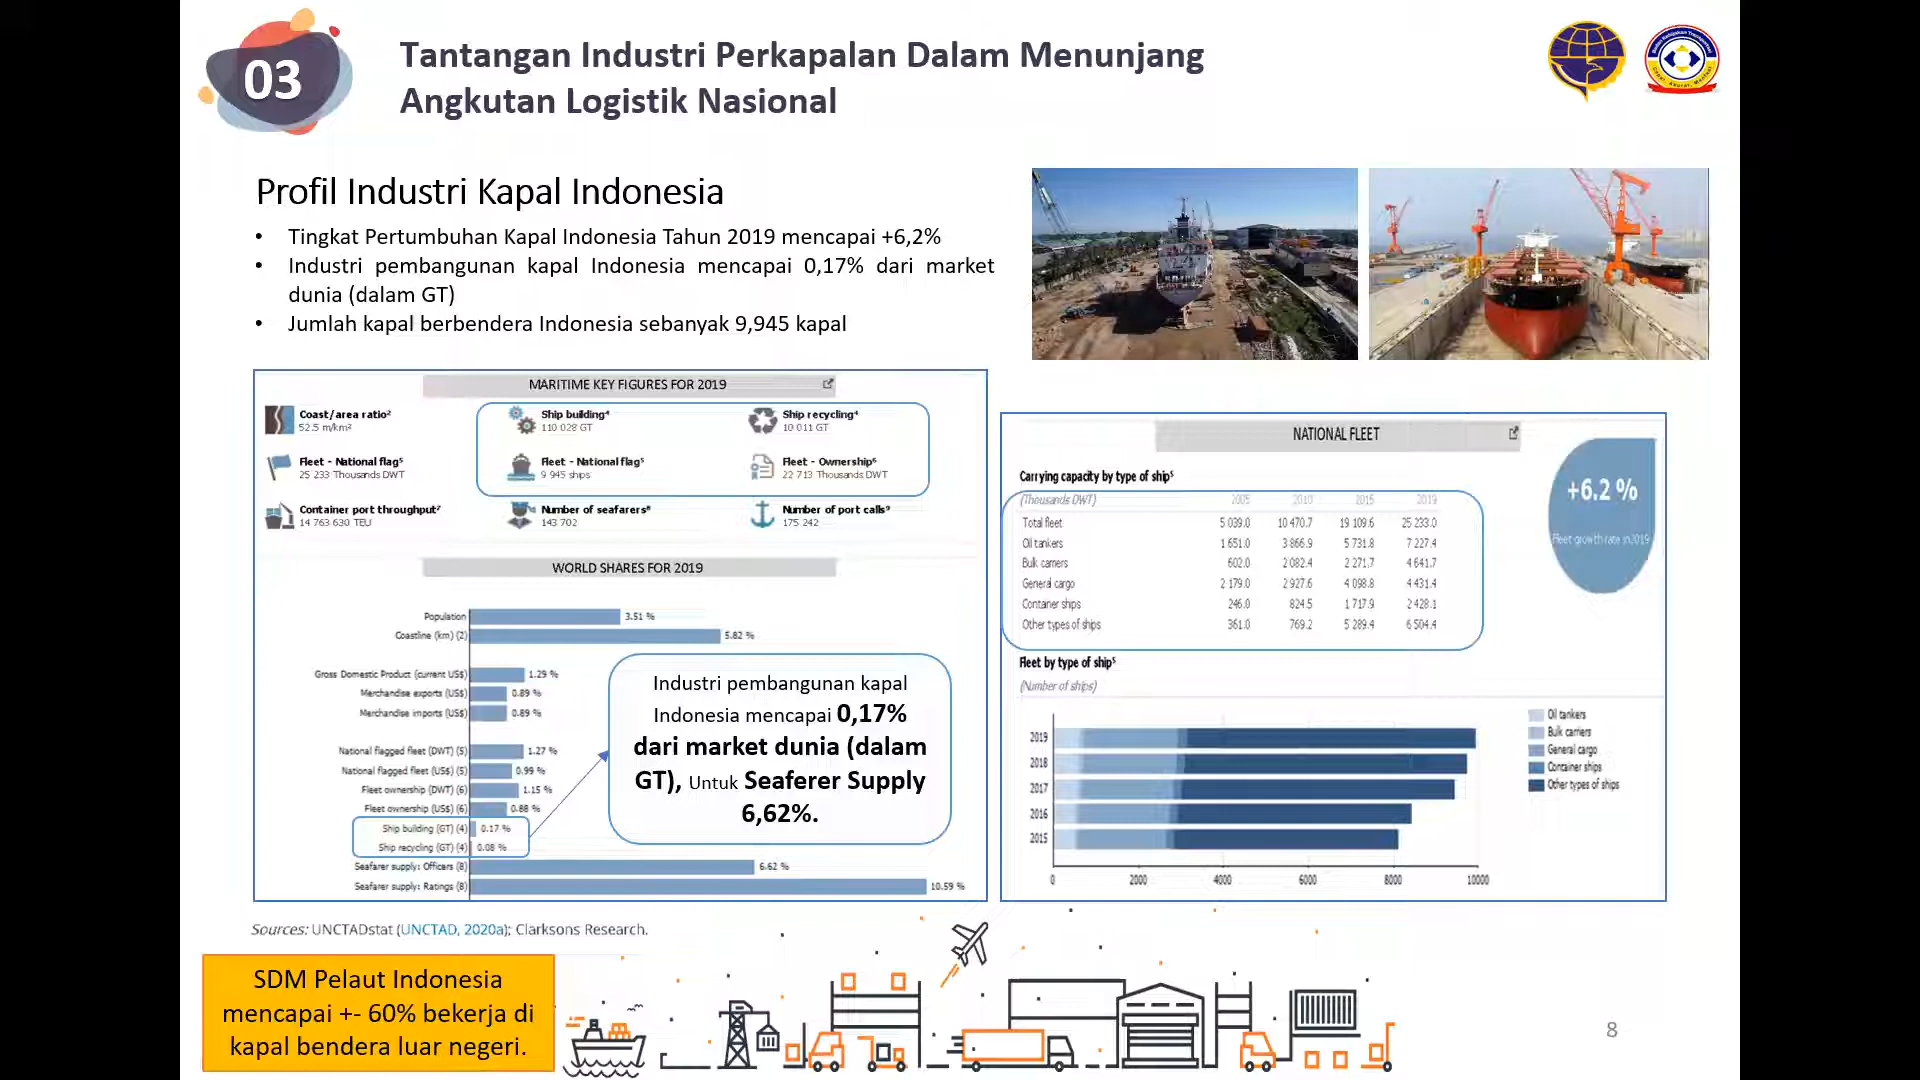 03
Tantangan Industri Perkapalan Dalam Menunjang
Angkutan Logistik Nasional
Profil Industri Kapal Indonesia
• Tingkat Pertumbuhan Kapal Indonesia Tahun 2019 mencapai +6,2%
• Industri pembangunan kapal Indonesia mencapai 0,17% dari market
dunia (dalam GT)
• Jumlah kapal berbendera Indonesia sebanyak 9,945 kapal
MARITIME KEY FIGURES FOR 2019
Coast/area ratio²
52.5 m/km²
Ship building⁴
110 028 GT
Ship recycling⁴
10 011 GT
Fleet - National flag⁵
25 233 Thousands DWT
Fleet - National flag⁵
9 945 ships
Fleet - Ownership⁶
22 713 Thousands DWT
Container port throughput⁷
14 763 630 TEU
Number of seafarers⁸
143 702
Number of port calls⁹
175 242
WORLD SHARES FOR 2019
Population 3.51 %
Coastline (km) (2) 5.82 %
Gross Domestic Product (current US$) 1.29 %
Merchandise exports (US$) 0.89 %
Merchandise imports (US$) 0.89 %
National flagged fleet (DWT) (5) 1.27 %
National flagged fleet (US$) (5) 0.99 %
Fleet ownership (DWT) (6) 1.15 %
Fleet ownership (US$) (6) 0.88 %
Ship building (GT) (4) 0.17 %
Ship recycling (GT) (4) 0.08 %
Seafarer supply: Officers (8) 6.62 %
Seafarer supply: Ratings (8) 10.59 %
Industri pembangunan kapal
Indonesia mencapai 0,17%
dari market dunia (dalam
GT), Untuk Seaferer Supply
6,62%.
NATIONAL FLEET
Carrying capacity by type of ship⁵
(Thousands DWT) 2005 2010 2015 2019
Total fleet 5 039.0 10 470.7 19 109.6 25 233.0
Oil tankers 1 651.0 3 866.9 5 731.8 7 227.4
Bulk carriers 602.0 2 082.4 2 271.7 4 641.7
General cargo 2 179.0 2 927.6 4 098.8 4 431.4
Container ships 246.0 824.5 1 717.9 2 428.1
Other types of ships 361.0 769.2 5 289.4 6 504.4
+6.2 %
Fleet growth rate in 2019
Fleet by type of ship⁵
(Number of ships)
2019
2018
2017
2016
2015
0 2000 4000 6000 8000 10000
Oil tankers
Bulk carriers
General cargo
Container ships
Other types of ships
Sources: UNCTADstat (UNCTAD, 2020a); Clarksons Research.
SDM Pelaut Indonesia
mencapai +- 60% bekerja di
kapal bendera luar negeri.
8